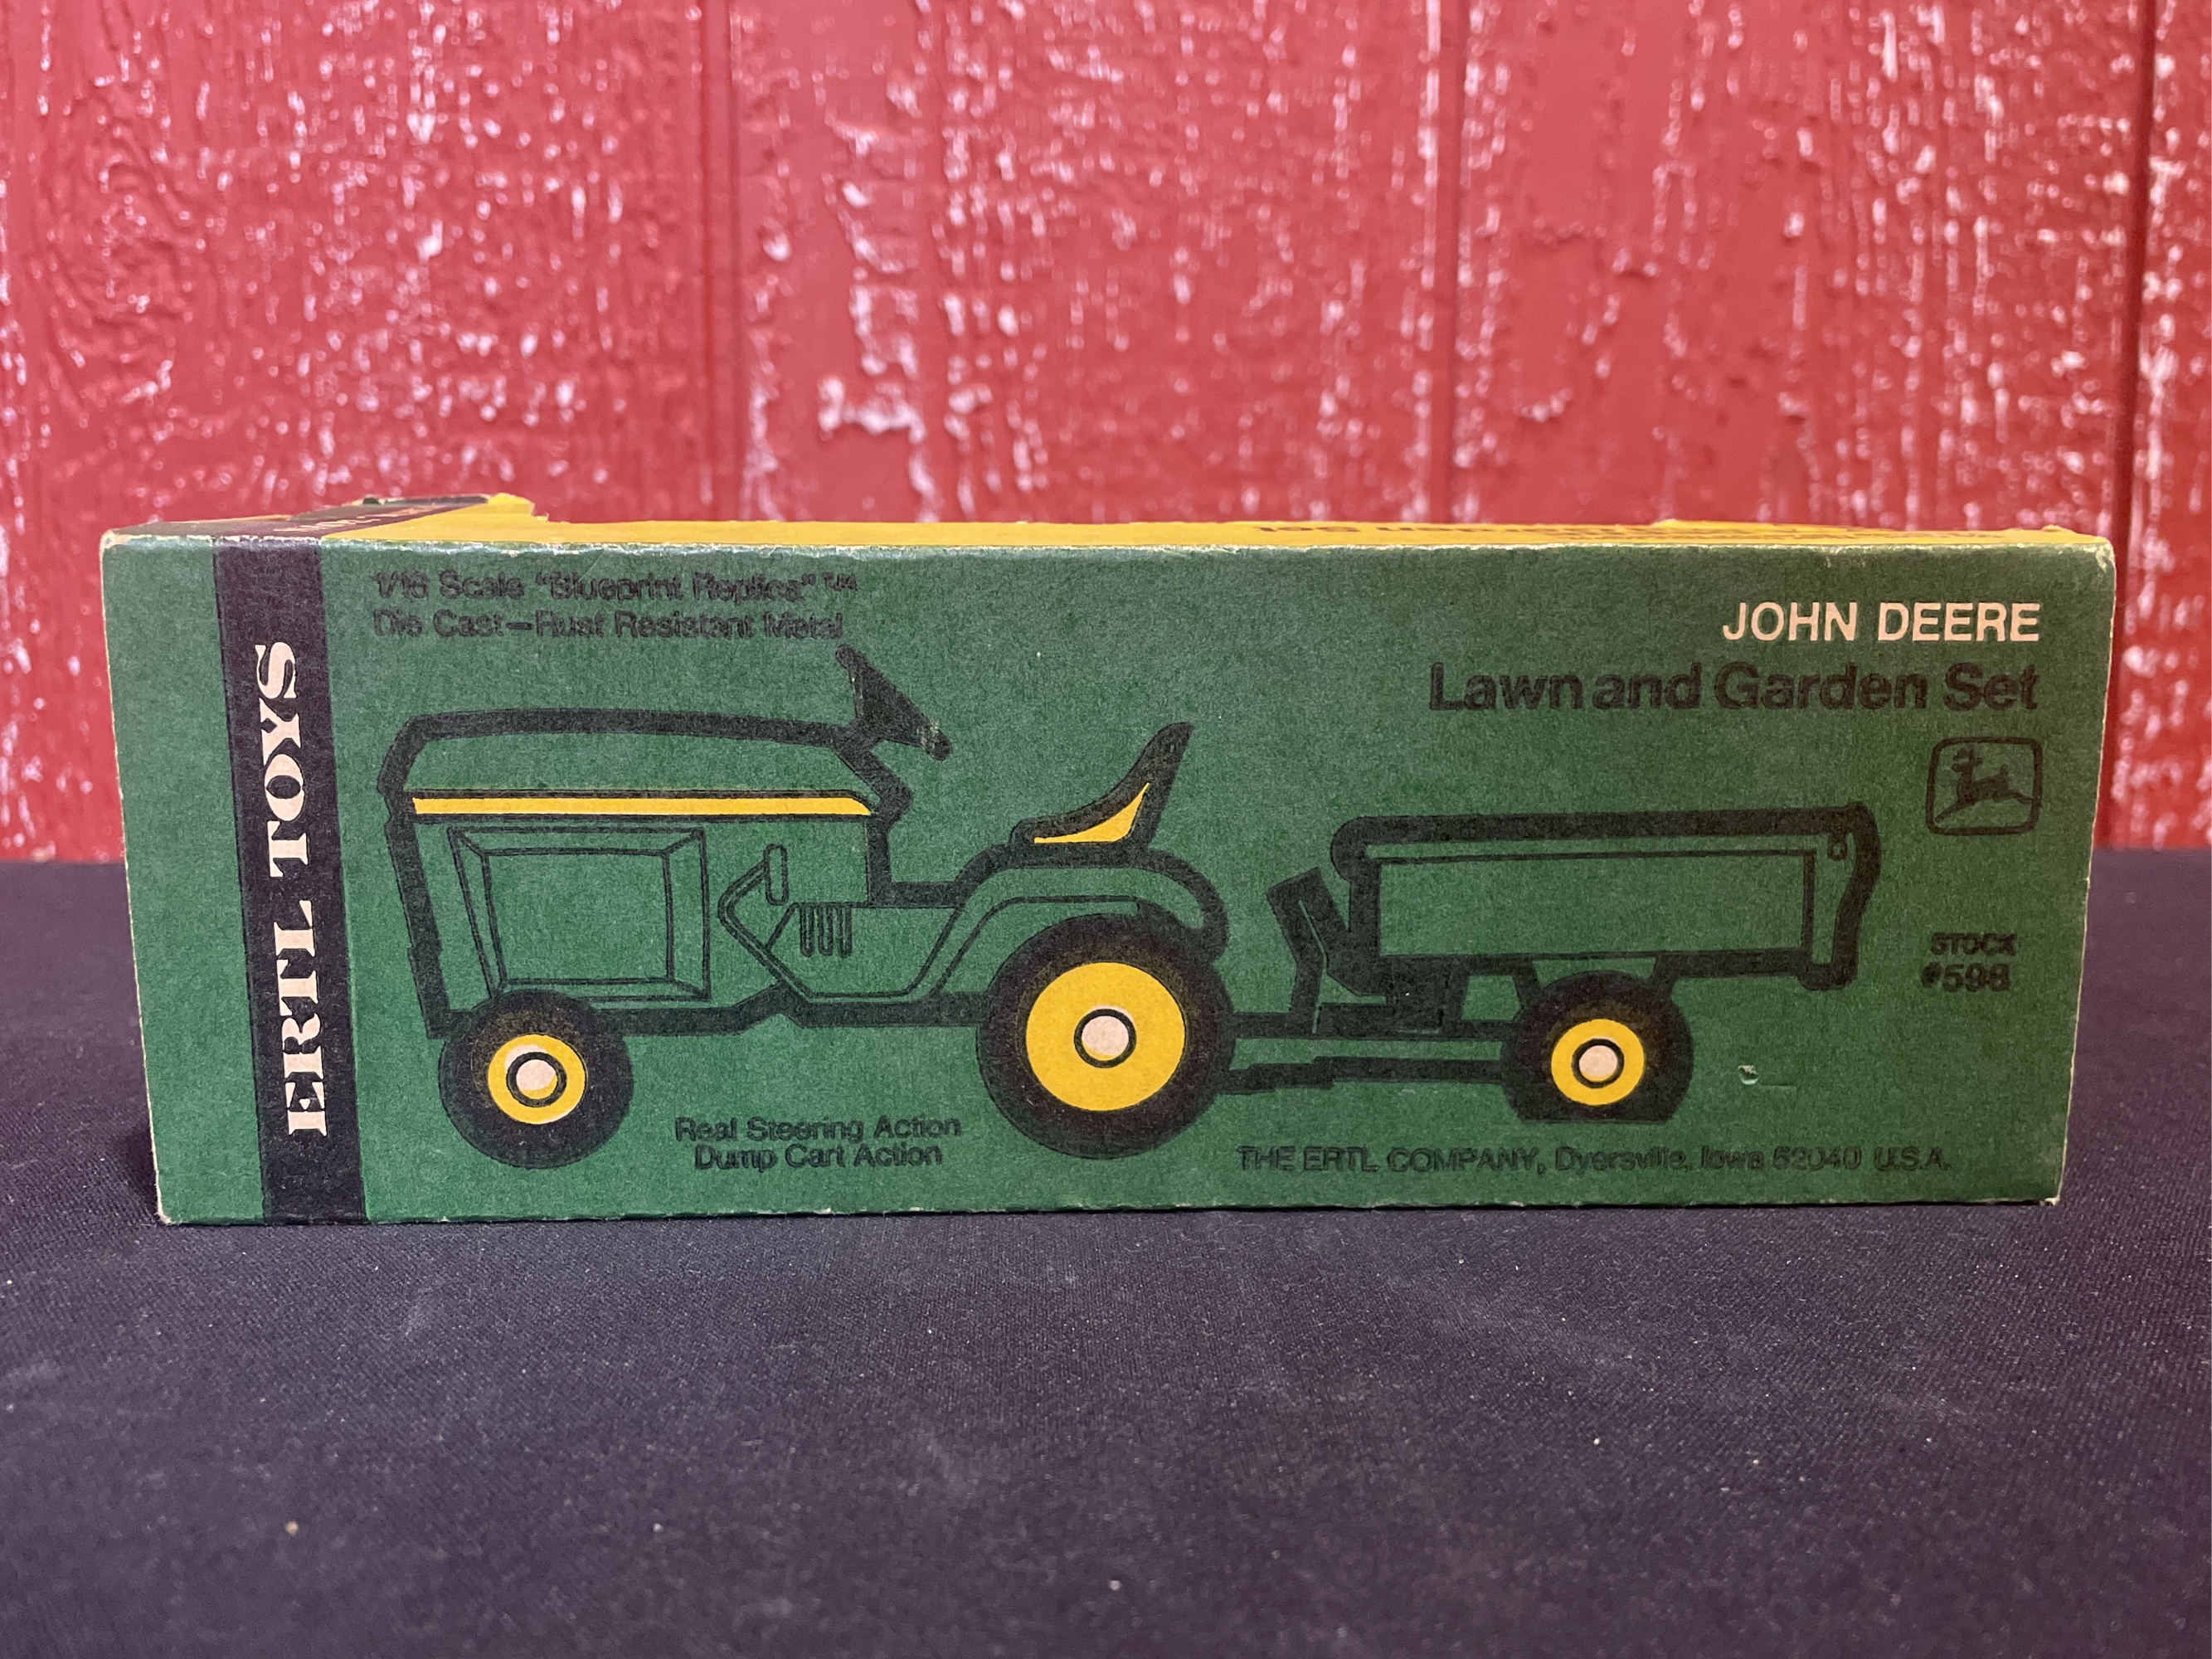 ERTL TOYS
1/16 Scale "Blueprint Replica"™
Die Cast—Rust Resistant Metal
JOHN DEERE
Lawn and Garden Set
STOCK
#598
Real Steering Action
Dump Cart Action
THE ERTL COMPANY, Dyersville, Iowa 52040 U.S.A.